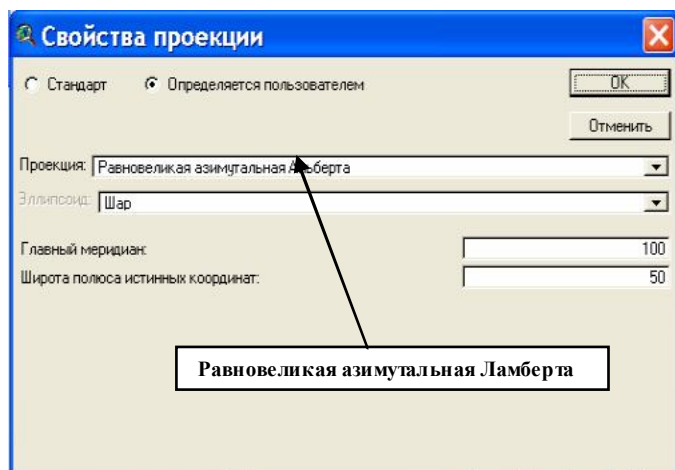 Свойства проекции
Стандарт Определяется пользователем
OK
Отменить
Проекция: Равновеликая азимутальная Альберта
Эллипсоид: Шар
Главный меридиан: 100
Широта полюса истинных координат: 50
Равновеликая азимутальная Ламберта